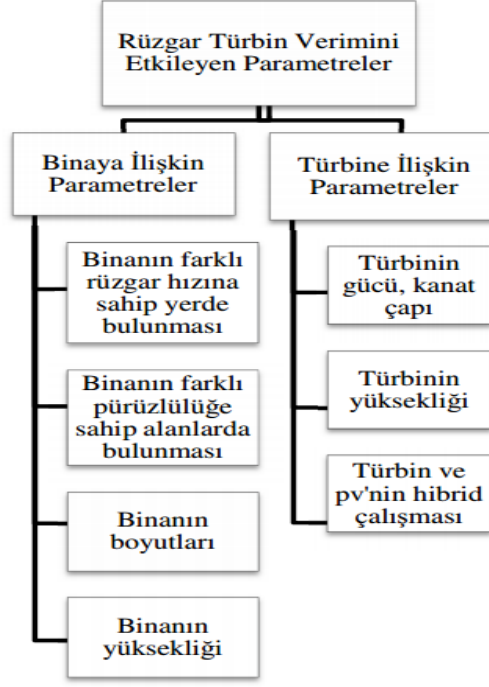 Rüzgar Türbin Verimini
Etkileyen Parametreler
Binaya İlişkin
Parametreler
Binanın farklı
rüzgar hızına
sahip yerde
bulunması
Binanın farklı
pürüzlülüğe
sahip alanlarda
bulunması
Binanın
boyutları
Binanın
yüksekliği
Türbine İlişkin
Parametreler
Türbinin
gücü, kanat
çapı
Türbinin
yüksekliği
Türbin ve
pv'nin hibrid
çalışması